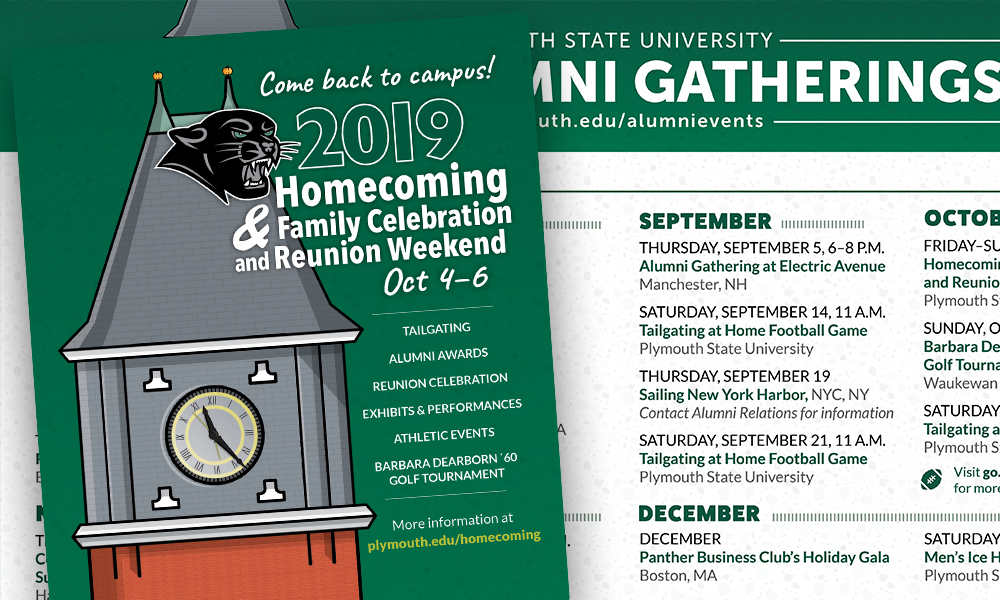 Come back to campus!
2019
Homecoming
& Family Celebration
and Reunion Weekend
Oct 4–6
TAILGATING
ALUMNI AWARDS
REUNION CELEBRATION
EXHIBITS & PERFORMANCES
ATHLETIC EVENTS
BARBARA DEARBORN ´60
GOLF TOURNAMENT
More information at
plymouth.edu/homecoming
TH STATE UNIVERSITY
MNI GATHERINGS
outh.edu/alumnievents
SEPTEMBER
THURSDAY, SEPTEMBER 5, 6–8 P.M.
Alumni Gathering at Electric Avenue
Manchester, NH
SATURDAY, SEPTEMBER 14, 11 A.M.
Tailgating at Home Football Game
Plymouth State University
THURSDAY, SEPTEMBER 19
Sailing New York Harbor, NYC, NY
Contact Alumni Relations for information
SATURDAY, SEPTEMBER 21, 11 A.M.
Tailgating at Home Football Game
Plymouth State University
DECEMBER
DECEMBER
Panther Business Club's Holiday Gala
Boston, MA
OCTOB
FRIDAY–SU
Homecomin
and Reunio
Plymouth S
SUNDAY, O
Barbara De
Golf Tourna
Waukewan
SATURDAY
Tailgating a
Plymouth S
Visit go.
for more
SATURDAY
Men's Ice H
Plymouth S